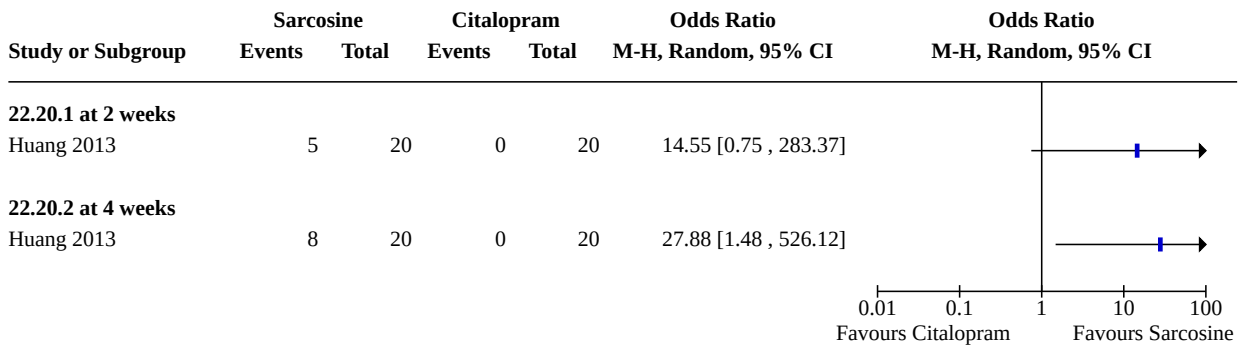 Sarcosine Citalopram Odds Ratio Odds Ratio
Study or Subgroup Events Total Events Total M-H, Random, 95% CI M-H, Random, 95% CI
22.20.1 at 2 weeks
Huang 2013 5 20 0 20 14.55 [0.75 , 283.37]
22.20.2 at 4 weeks
Huang 2013 8 20 0 20 27.88 [1.48 , 526.12]
0.01 0.1 1 10 100
Favours Citalopram Favours Sarcosine